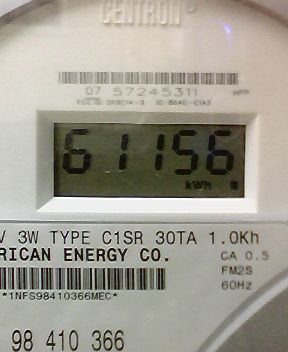 CENTRON
07 57245311
61156
kWh
V 3W TYPE C1SR 30TA 1.0Kh
RICAN ENERGY CO.
CA 0.5
FM2S
60Hz
*1NFS98410366MEC*
98 410 366